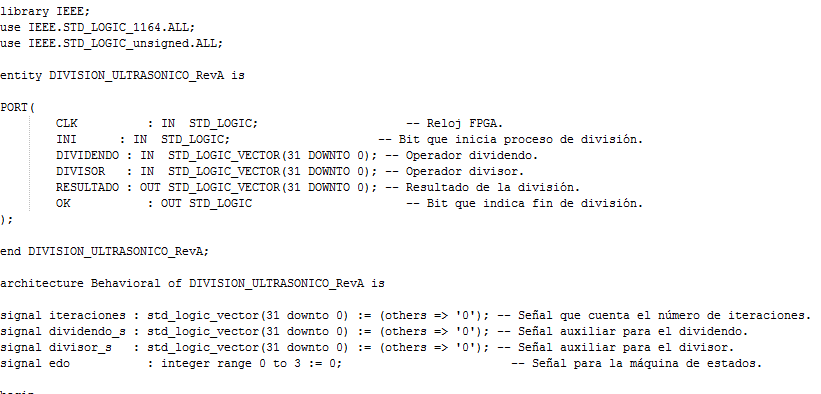 library IEEE;
use IEEE.STD_LOGIC_1164.ALL;
use IEEE.STD_LOGIC_unsigned.ALL;
entity DIVISION_ULTRASONICO_RevA is
PORT(
CLK : IN STD_LOGIC; -- Reloj FPGA.
INI : IN STD_LOGIC; -- Bit que inicia proceso de división.
DIVIDENDO : IN STD_LOGIC_VECTOR(31 DOWNTO 0); -- Operador dividendo.
DIVISOR : IN STD_LOGIC_VECTOR(31 DOWNTO 0); -- Operador divisor.
RESULTADO : OUT STD_LOGIC_VECTOR(31 DOWNTO 0); -- Resultado de la división.
OK : OUT STD_LOGIC -- Bit que indica fin de división.
);
end DIVISION_ULTRASONICO_RevA;
architecture Behavioral of DIVISION_ULTRASONICO_RevA is
signal iteraciones : std_logic_vector(31 downto 0) := (others => '0'); -- Señal que cuenta el número de iteraciones.
signal dividendo_s : std_logic_vector(31 downto 0) := (others => '0'); -- Señal auxiliar para el dividendo.
signal divisor_s : std_logic_vector(31 downto 0) := (others => '0'); -- Señal auxiliar para el divisor.
signal edo : integer range 0 to 3 := 0; -- Señal para la máquina de estados.